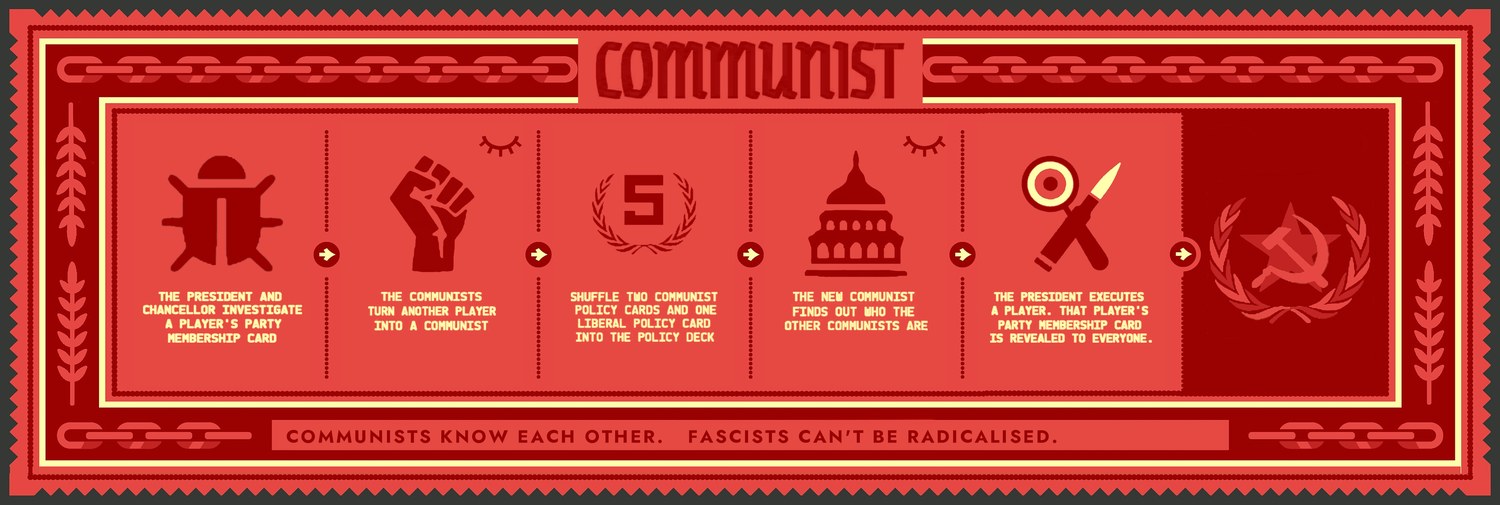 COMMUNIST
THE PRESIDENT AND
CHANCELLOR INVESTIGATE
A PLAYER'S PARTY
MEMBERSHIP CARD
THE COMMUNISTS
TURN ANOTHER PLAYER
INTO A COMMUNIST
5
SHUFFLE TWO COMMUNIST
POLICY CARDS AND ONE
LIBERAL POLICY CARD
INTO THE POLICY DECK
THE NEW COMMUNIST
FINDS OUT WHO THE
OTHER COMMUNISTS ARE
THE PRESIDENT EXECUTES
A PLAYER. THAT PLAYER'S
PARTY MEMBERSHIP CARD
IS REVEALED TO EVERYONE.
COMMUNISTS KNOW EACH OTHER. FASCISTS CAN'T BE RADICALISED.